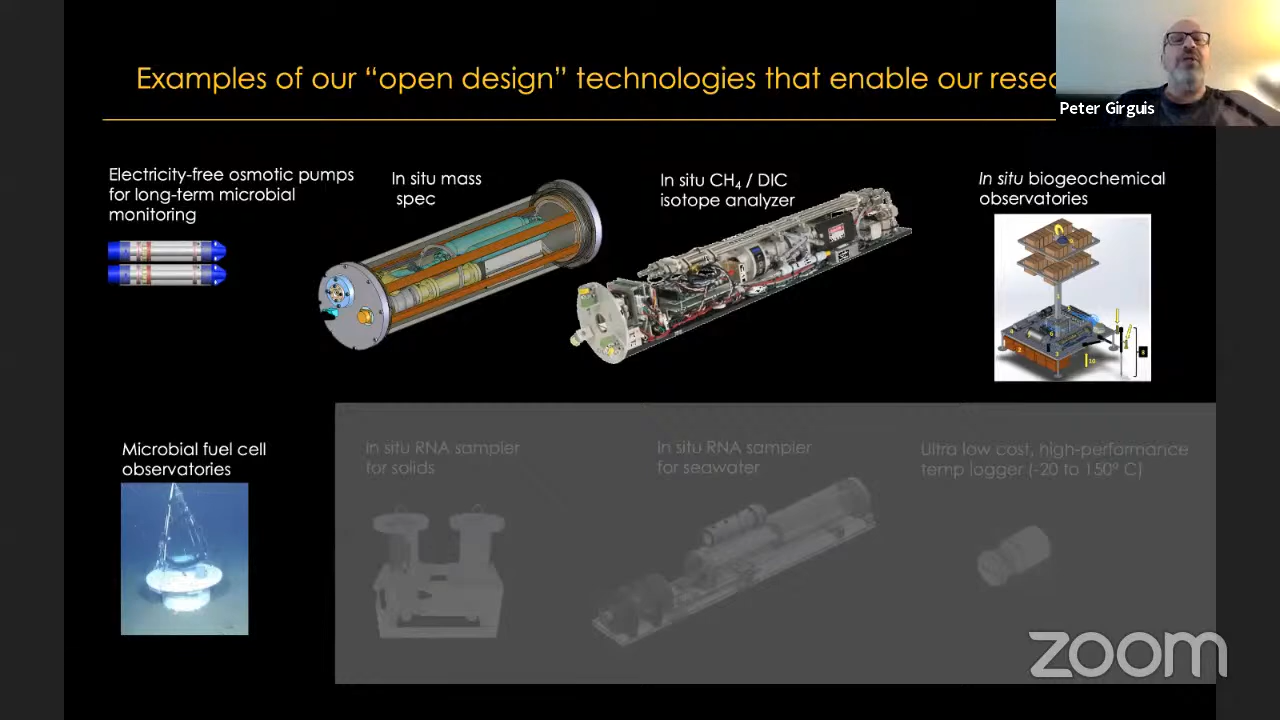 Examples of our “open design” technologies that enable our resea
Peter Girguis
Electricity-free osmotic pumps
for long-term microbial
monitoring
In situ mass
spec
In situ CH₄ / DIC
isotope analyzer
In situ biogeochemical
observatories
Microbial fuel cell
observatories
In situ RNA sampler
for solids
In situ RNA sampler
for seawater
Ultra low cost, high-performance
temp logger (-20 to 150° C)
zoom